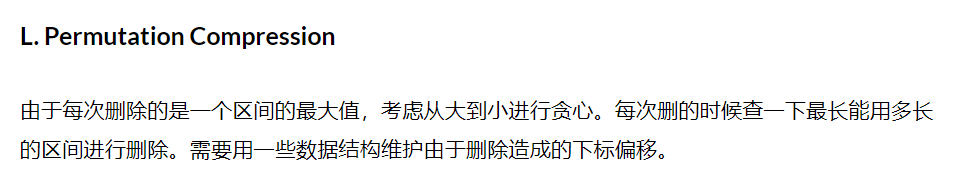 L. Permutation Compression
由于每次删除的是一个区间的最大值，考虑从大到小进行贪心。每次删的时候查一下最长能用多长
的区间进行删除。需要用一些数据结构维护由于删除造成的下标偏移。